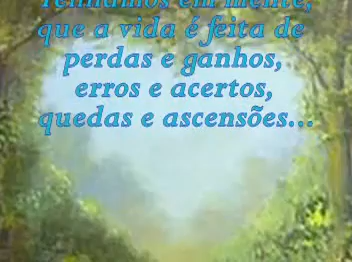 Tenhamos em mente,
que a vida é feita de
perdas e ganhos,
erros e acertos,
quedas e ascensões...